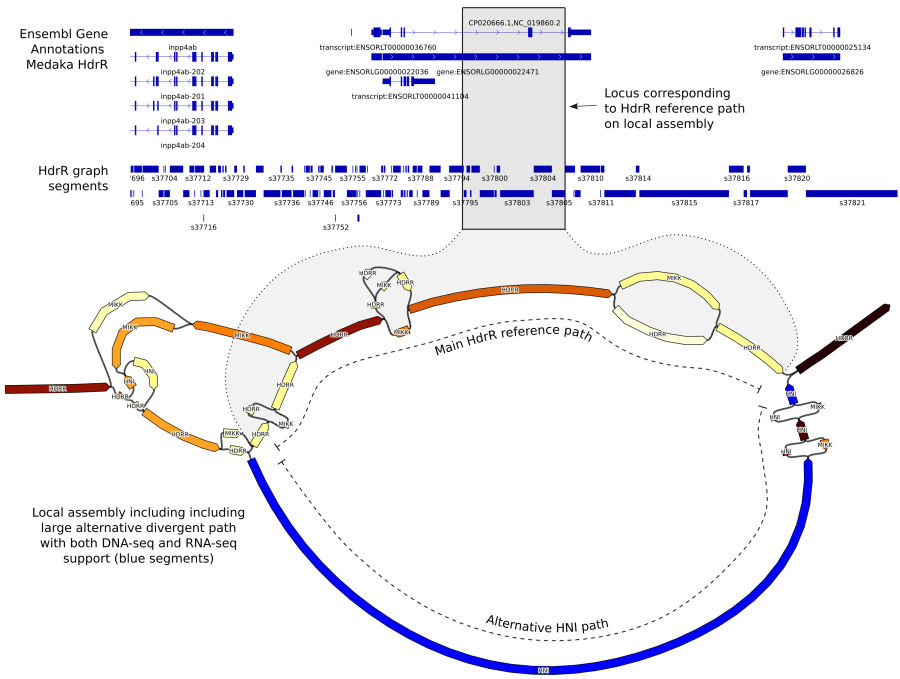 Ensembl Gene
Annotations
Medaka HdrR
inpp4ab
inpp4ab-202
inpp4ab-201
inpp4ab-203
inpp4ab-204
CP020666.1,NC_019860.2
transcript:ENSORLT00000036760
gene:ENSORLG00000022036
gene:ENSORLG00000022471
transcript:ENSORLT00000041104
transcript:ENSORLT00000025134
gene:ENSORLG00000026826
Locus corresponding
to HdrR reference path
on local assembly
HdrR graph
segments
'696 s37704 s37712 s37729 s37735 s37745 s37755 s37772 s37788 s37794 s37800 s37804 s37810 s37814 s37816 s37820
695 s37705 s37713 s37730 s37736 s37746 s37756 s37773 s37789 s37795 s37803 s37805 s37811 s37815 s37817 s37821
s37716 s37752
HDRR
MIKK
HDRR
HDRR
MIKK
HDRR
MIKK
HDRR
MIKK
HDRR
HDRR
HDRR
MIKK
MIKK
MIKK
HDRR
HDRR
Main HdrR reference path
HNI
HNI
HDRR
HDRR
HDRR
HDRR
HDRR
MIKK
HDRR
MIKK
HDRR
HDRR
HNI
MIKK
HNI
HNI
MIKK
HNI
Local assembly including including
large alternative divergent path
with both DNA-seq and RNA-seq
support (blue segments)
Alternative HNI path
HNI